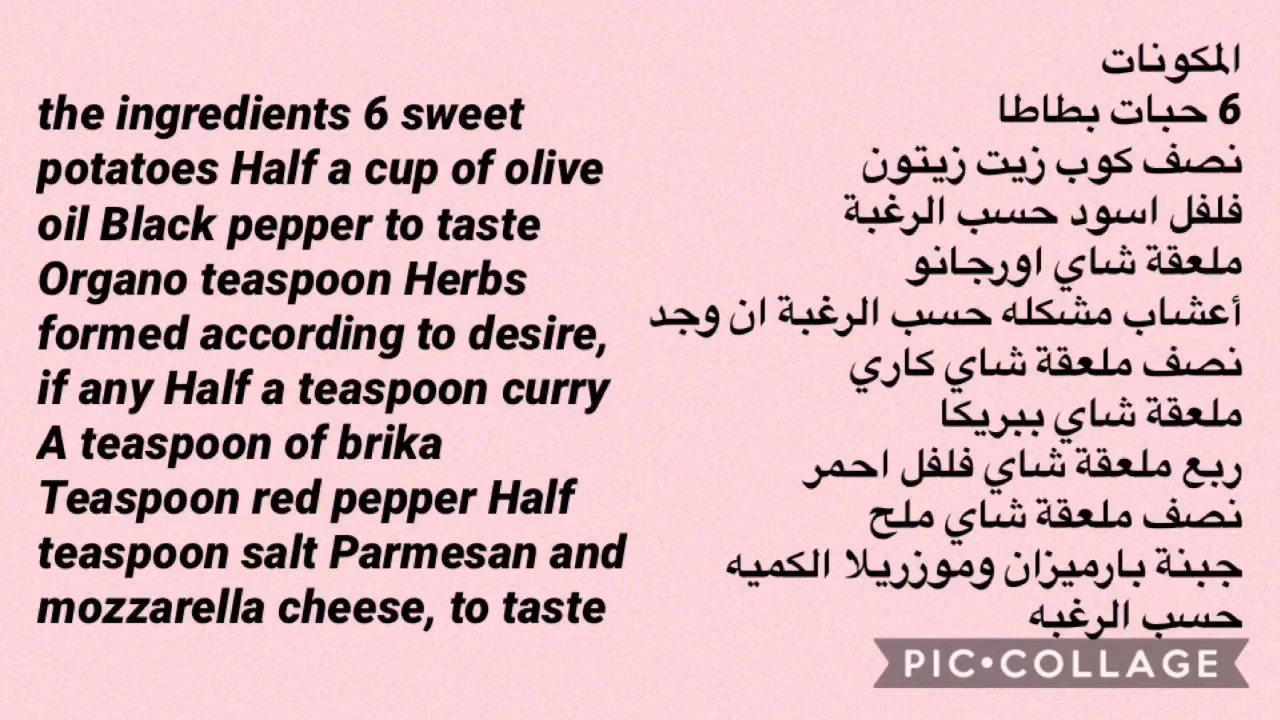 the ingredients 6 sweet
potatoes Half a cup of olive
oil Black pepper to taste
Organo teaspoon Herbs
formed according to desire,
if any Half a teaspoon curry
A teaspoon of brika
Teaspoon red pepper Half
teaspoon salt Parmesan and
mozzarella cheese, to taste
المكونات
6 حبات بطاطا
نصف كوب زيت زيتون
فلفل اسود حسب الرغبة
ملعقة شاي اورجانو
أعشاب مشكله حسب الرغبة ان وجد
نصف ملعقة شاي كاري
ملعقة شاي ببريكا
ربع ملعقة شاي فلفل احمر
نصف ملعقة شاي ملح
جبنة بارميزان وموزريلا الكميه
حسب الرغبه
PIC•COLLAGE